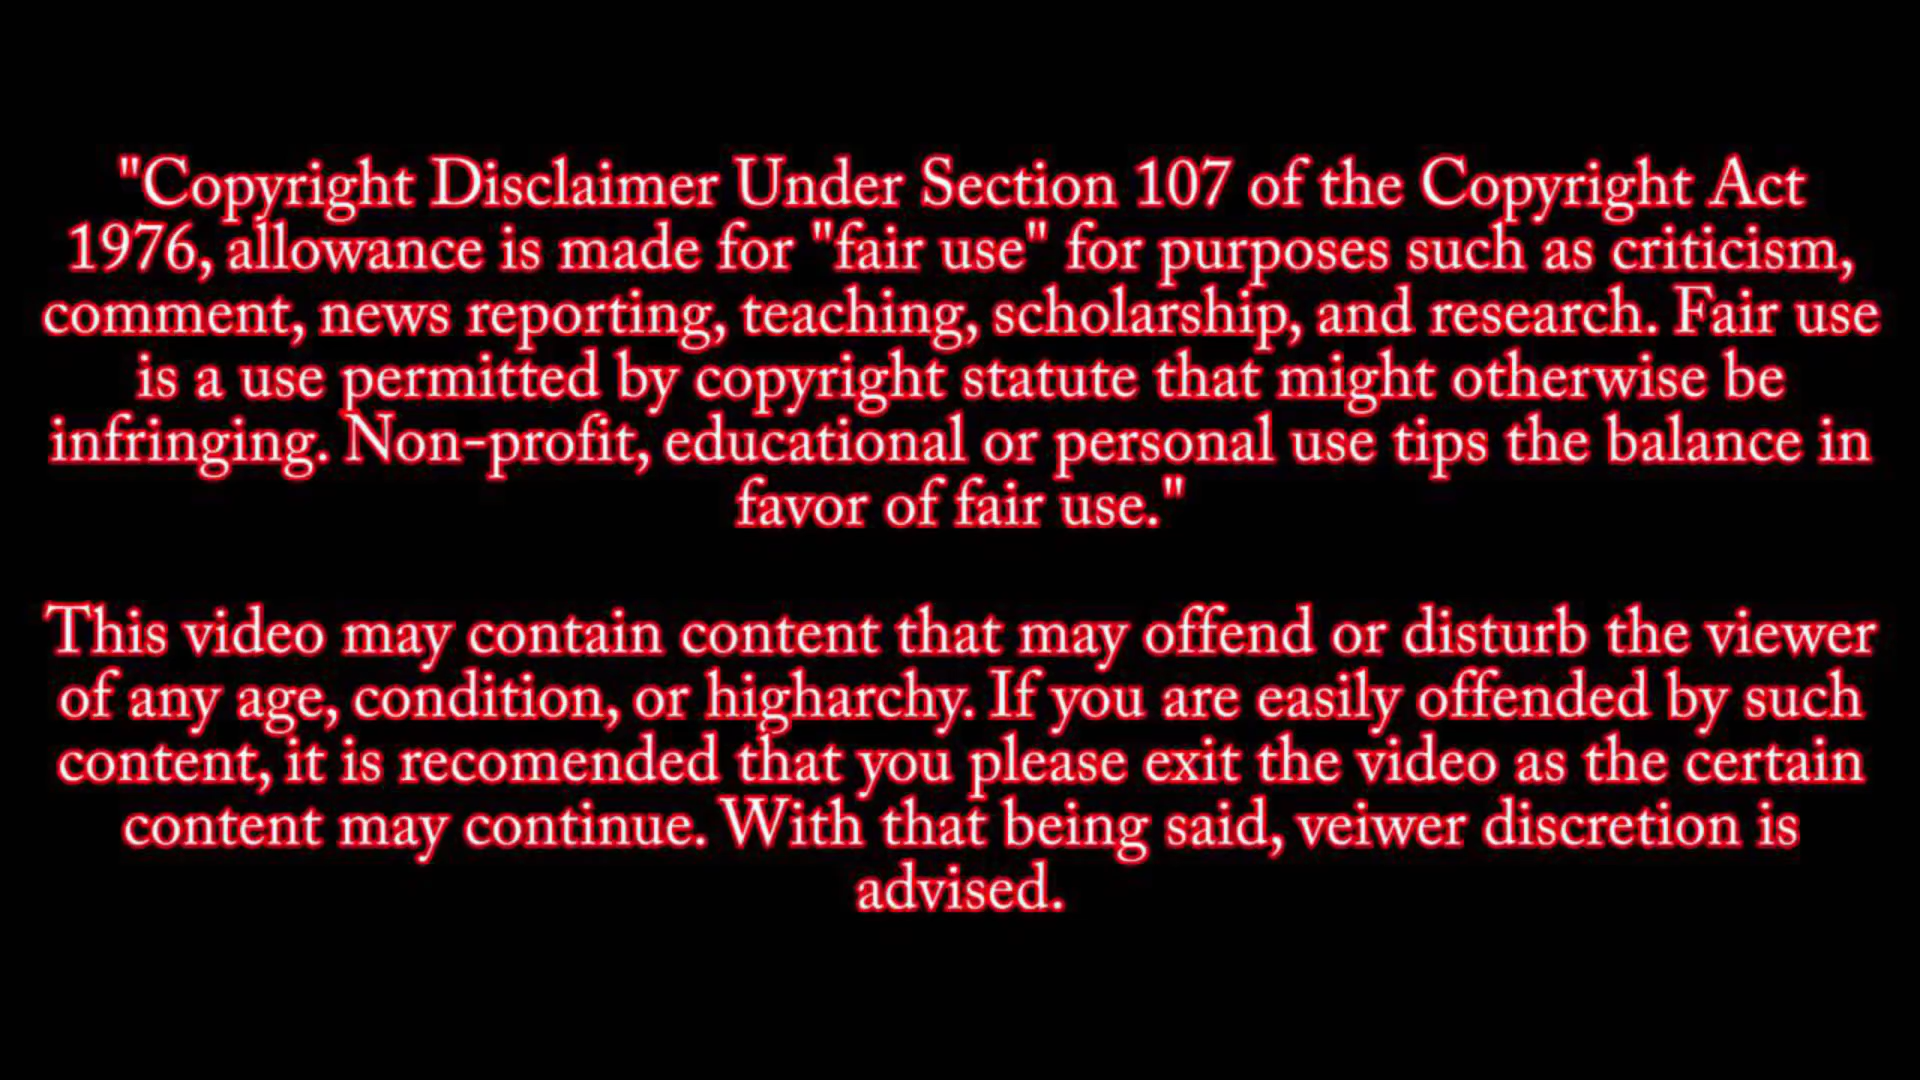 "Copyright Disclaimer Under Section 107 of the Copyright Act
1976, allowance is made for "fair use" for purposes such as criticism,
comment, news reporting, teaching, scholarship, and research. Fair use
is a use permitted by copyright statute that might otherwise be
infringing. Non-profit, educational or personal use tips the balance in
favor of fair use."
This video may contain content that may offend or disturb the viewer
of any age, condition, or higharchy. If you are easily offended by such
content, it is recomended that you please exit the video as the certain
content may continue. With that being said, veiwer discretion is
advised.